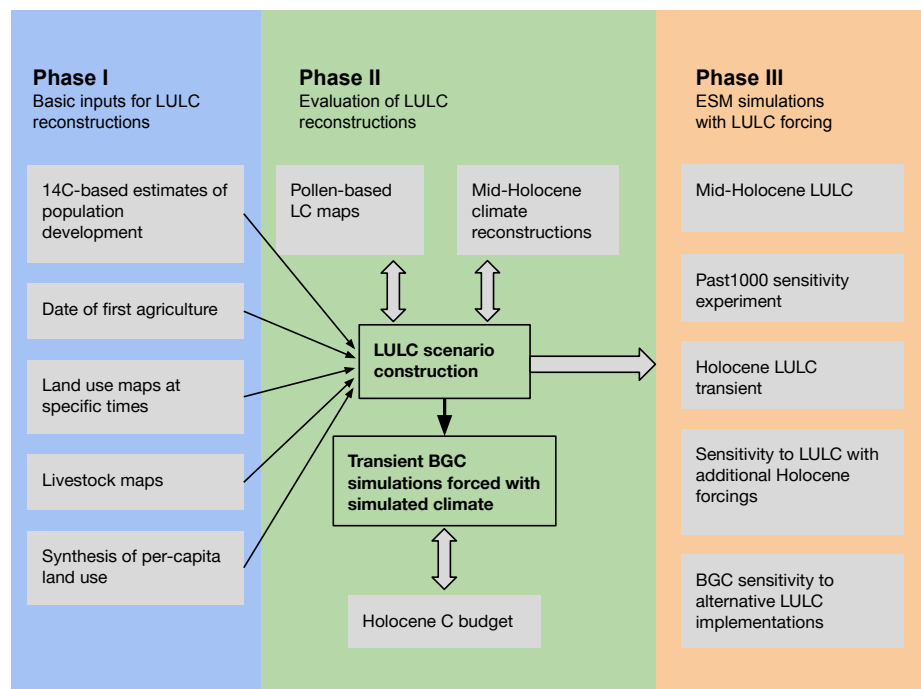 Phase I
Basic inputs for LULC
reconstructions
14C-based estimates of
population
development
Date of first agriculture
Land use maps at
specific times
Livestock maps
Synthesis of per-capita
land use
Phase II
Evaluation of LULC
reconstructions
Pollen-based
LC maps
Mid-Holocene
climate
reconstructions
LULC scenario
construction
Transient BGC
simulations forced with
simulated climate
Holocene C budget
Phase III
ESM simulations
with LULC forcing
Mid-Holocene LULC
Past1000 sensitivity
experiment
Holocene LULC
transient
Sensitivity to LULC with
additional Holocene
forcings
BGC sensitivity to
alternative LULC
implementations